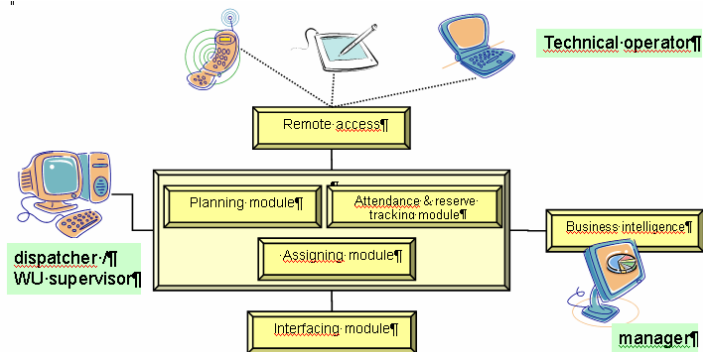 "
Technical·operator¶
Remote·access¶
¶
Planning·module¶
Attendance·&·reserve·
tracking·module¶
Business·intelligence¶
·Assigning·module¶
dispatcher·/¶
WU·supervisor¶
Interfacing·module¶
manager¶